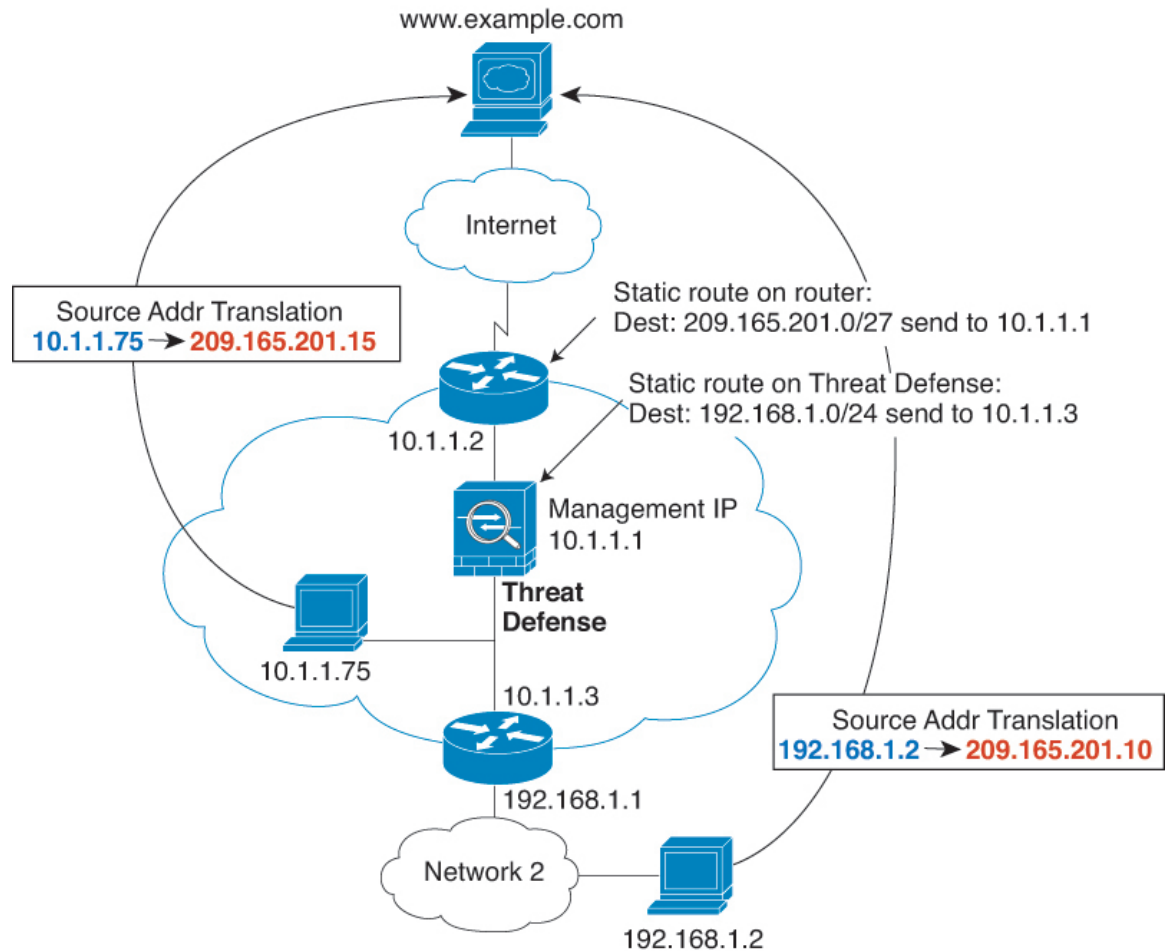 www.example.com
Internet
Source Addr Translation
10.1.1.75 → 209.165.201.15
Static route on router:
Dest: 209.165.201.0/27 send to 10.1.1.1
Static route on Threat Defense:
Dest: 192.168.1.0/24 send to 10.1.1.3
10.1.1.2
Management IP
10.1.1.1
Threat
Defense
10.1.1.75
10.1.1.3
Source Addr Translation
192.168.1.2 → 209.165.201.10
192.168.1.1
Network 2
192.168.1.2